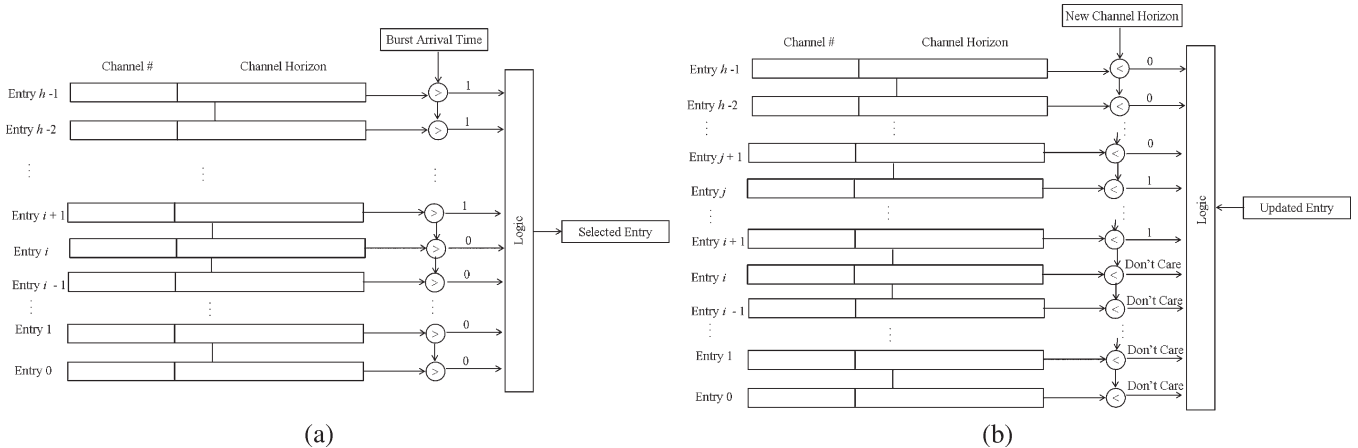 Burst Arrival Time
Channel # Channel Horizon
Entry h -1 > 1
Entry h -2 > 1
⋮ ⋮ ⋮
Entry i + 1 > 1
Entry i > 0
Entry i - 1 > 0
⋮ ⋮ ⋮
Entry 1 > 0
Entry 0 > 0
Logic
Selected Entry
(a)
New Channel Horizon
Channel # Channel Horizon
Entry h -1 < 0
Entry h -2 < 0
⋮ ⋮ ⋮
Entry j + 1 < 0
Entry j < 1
⋮ ⋮ ⋮
Entry i + 1 < 1
Entry i < Don't Care
Entry i - 1 < Don't Care
⋮ ⋮ ⋮
Entry 1 < Don't Care
Entry 0 < Don't Care
Logic
Updated Entry
(b)